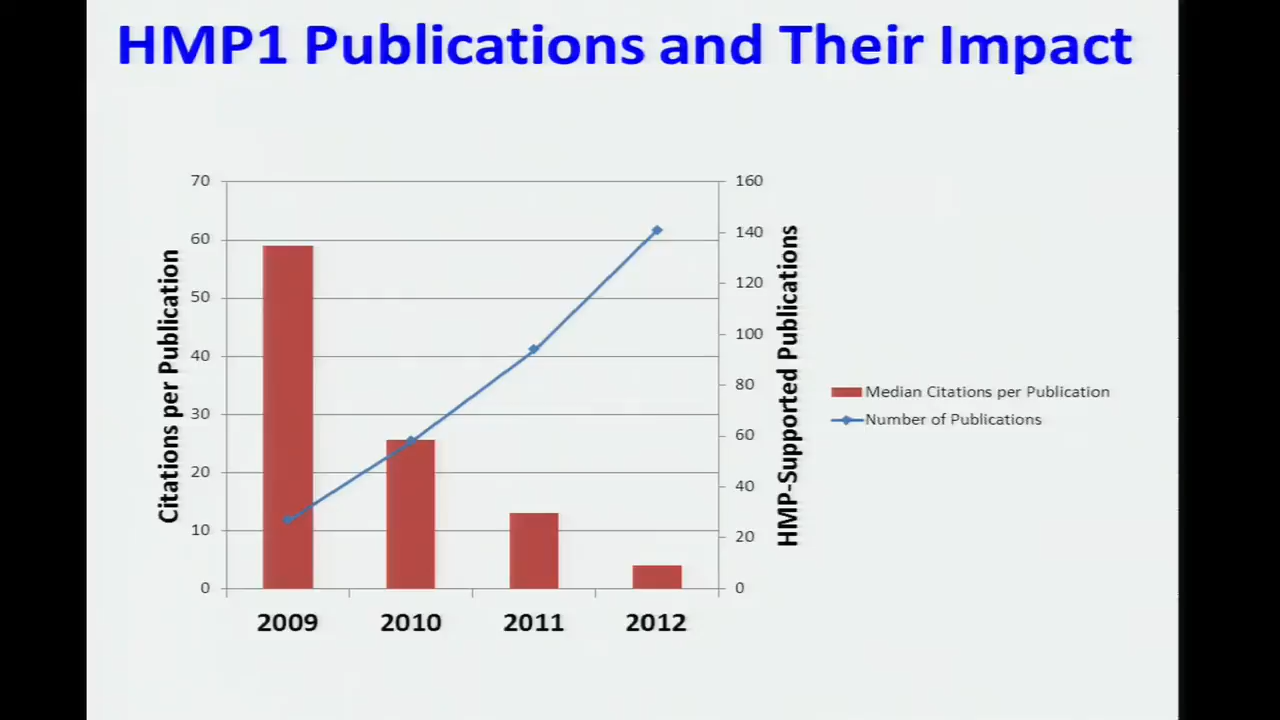 HMP1 Publications and Their Impact
Citations per Publication
70
60
50
40
30
20
10
0
2009 2010 2011 2012
160
140
120
100
80
60
40
20
0
HMP-Supported Publications
Median Citations per Publication
Number of Publications